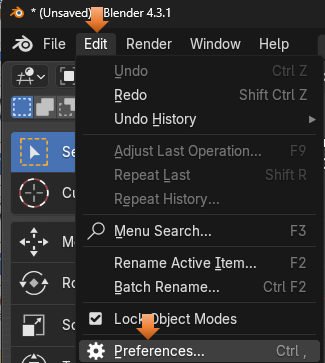 * (Unsaved) Blender 4.3.1
File Edit Render Window Help
Undo Ctrl Z
Redo Shift Ctrl Z
Undo History
Adjust Last Operation... F9
Repeat Last Shift R
Repeat History...
Menu Search... F3
Rename Active Item... F2
Batch Rename... Ctrl F2
Lock Object Modes
Preferences... Ctrl ,
Se
Cu
Mo
Ro
Sc